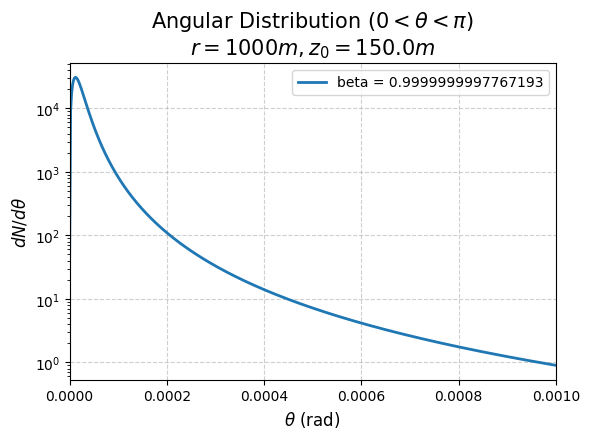 Angular Distribution (0 < θ < π)
r = 1000m, z₀ = 150.0m
beta = 0.9999999997767193
dN/dθ
10⁴
10³
10²
10¹
10⁰
0.0000
0.0002
0.0004
0.0006
0.0008
0.0010
θ (rad)